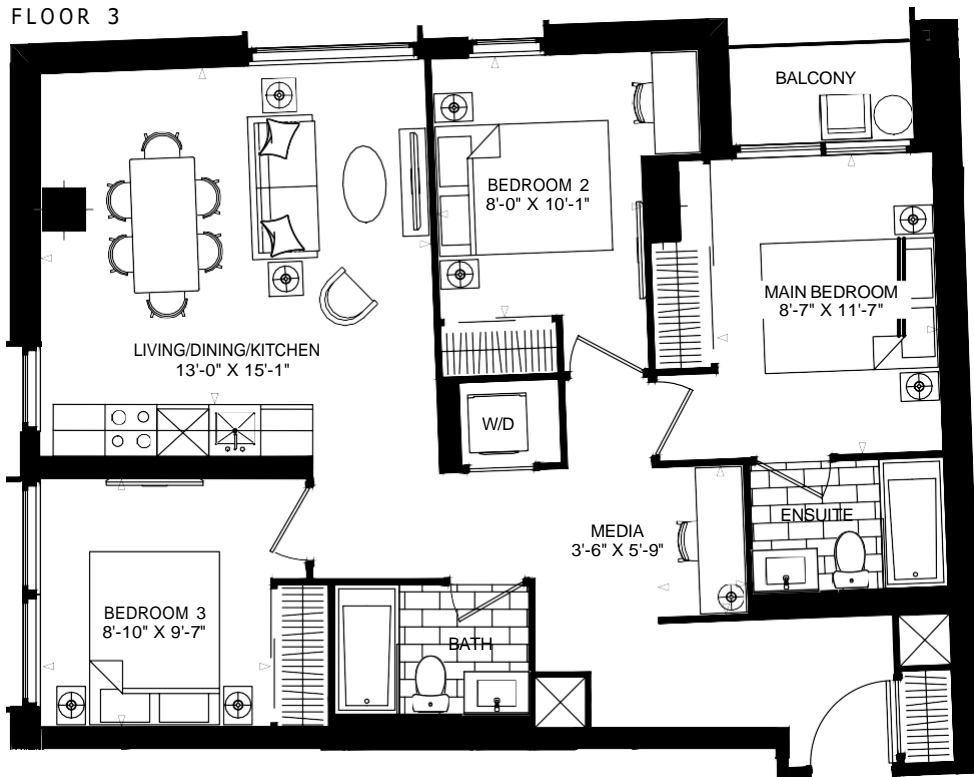 FLOOR 3
BALCONY
BEDROOM 2
8'-0" X 10'-1"
MAIN BEDROOM
8'-7" X 11'-7"
LIVING/DINING/KITCHEN
13'-0" X 15'-1"
W/D
MEDIA
3'-6" X 5'-9"
ENSUITE
BEDROOM 3
8'-10" X 9'-7"
BATH